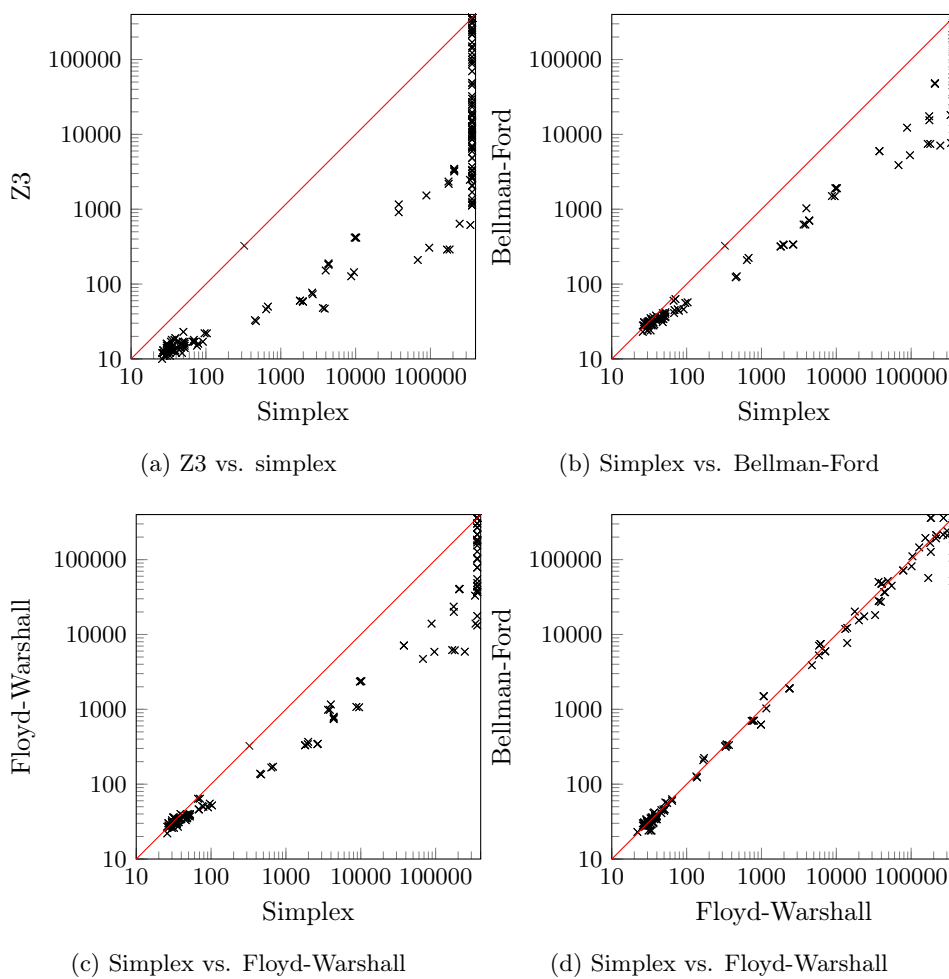 100000
10000
1000
100
10
10 100 1000 10000 100000
Z3
Simplex
(a) Z3 vs. simplex
100000
10000
1000
100
10
10 100 1000 10000 100000
Bellman-Ford
Simplex
(b) Simplex vs. Bellman-Ford
100000
10000
1000
100
10
10 100 1000 10000 100000
Floyd-Warshall
Simplex
(c) Simplex vs. Floyd-Warshall
100000
10000
1000
100
10
10 100 1000 10000 100000
Bellman-Ford
Floyd-Warshall
(d) Simplex vs. Floyd-Warshall